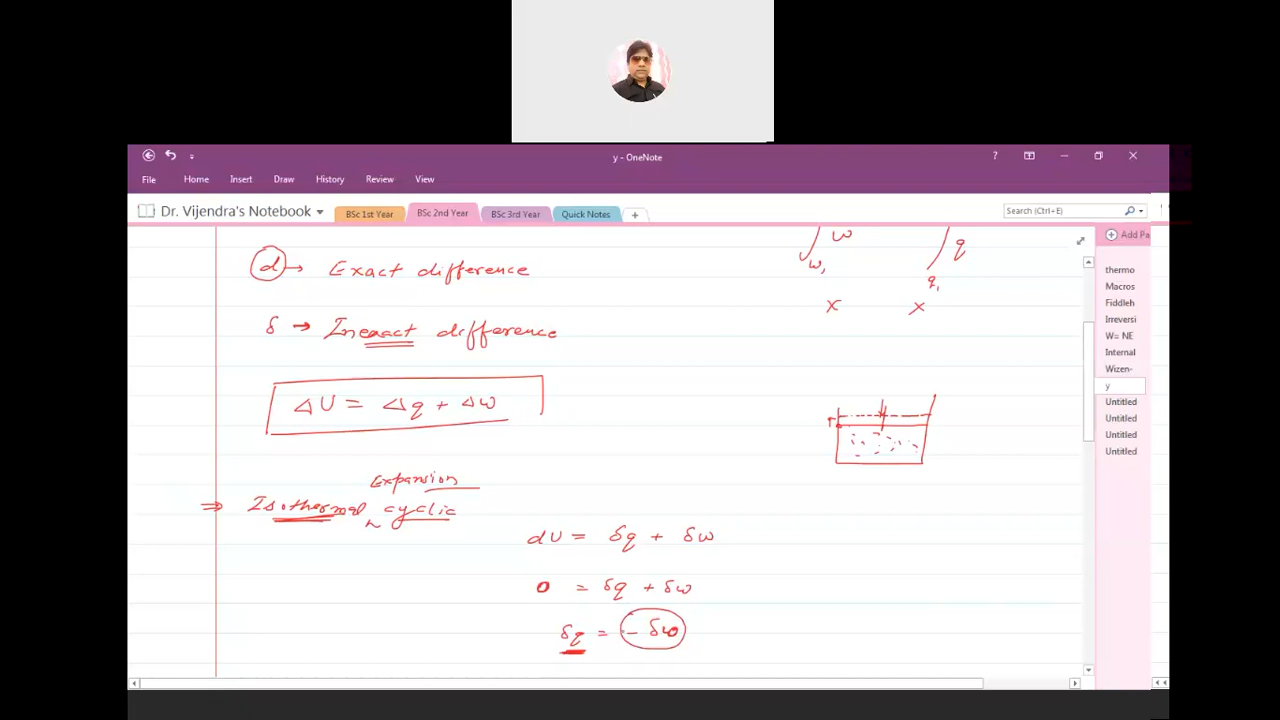 y - OneNote
File Home Insert Draw History Review View
Dr. Vijendra's Notebook BSc 1st Year BSc 2nd Year BSc 3rd Year Quick Notes + Search (Ctrl+E)
Add Pa
thermo
Macros
Fiddleh
Irreversi
W= NE
Internal
Wizen-
y
Untitled
Untitled
Untitled
Untitled
w q
w₁ q₁
x x
d → Exact difference
δ → Inexact difference
ΔU = Δq + Δw
Expansion
⇒ Isothermal cyclic
dU = δq + δw
0 = δq + δw
δq = - δw